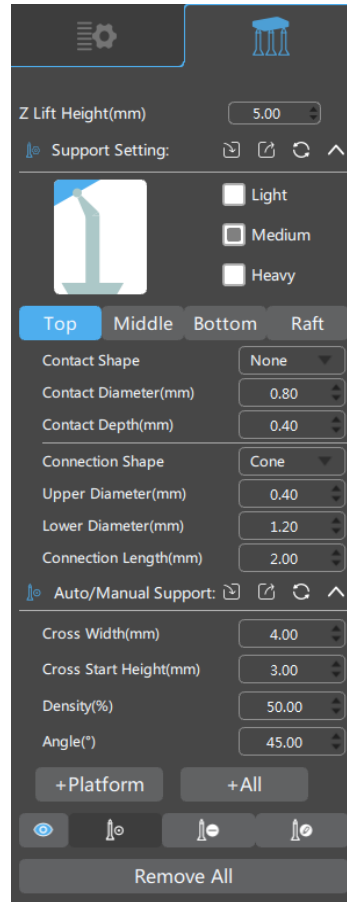 Z Lift Height(mm) 5.00
Support Setting:
Light
Medium
Heavy
Top Middle Bottom Raft
Contact Shape None
Contact Diameter(mm) 0.80
Contact Depth(mm) 0.40
Connection Shape Cone
Upper Diameter(mm) 0.40
Lower Diameter(mm) 1.20
Connection Length(mm) 2.00
Auto/Manual Support:
Cross Width(mm) 4.00
Cross Start Height(mm) 3.00
Density(%) 50.00
Angle(°) 45.00
+Platform +All
Remove All